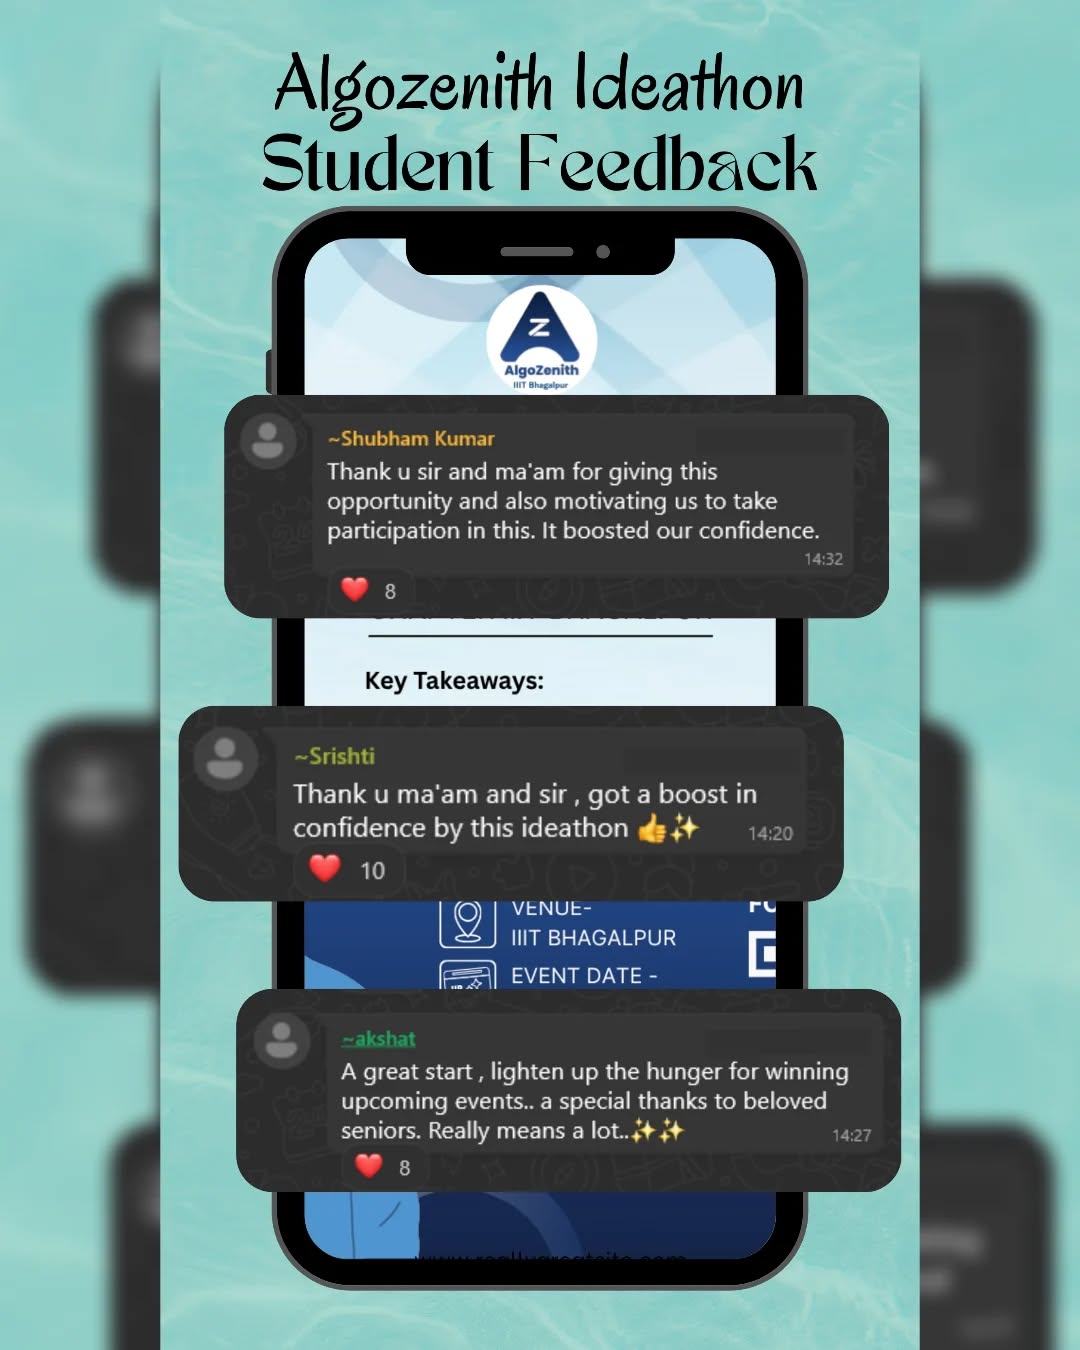 Algozenith Ideathon
Student Feedback
Z
AlgoZenith
IIIT Bhagalpur
~Shubham Kumar
Thank u sir and ma'am for giving this
opportunity and also motivating us to take
participation in this. It boosted our confidence.
14:32
❤️ 8
Key Takeaways:
~Srishti
Thank u ma'am and sir , got a boost in
confidence by this ideathon 👍✨
14:20
❤️ 10
VENUE-
IIIT BHAGALPUR
EVENT DATE -
~akshat
A great start , lighten up the hunger for winning
upcoming events.. a special thanks to beloved
seniors. Really means a lot..✨✨
14:27
❤️ 8